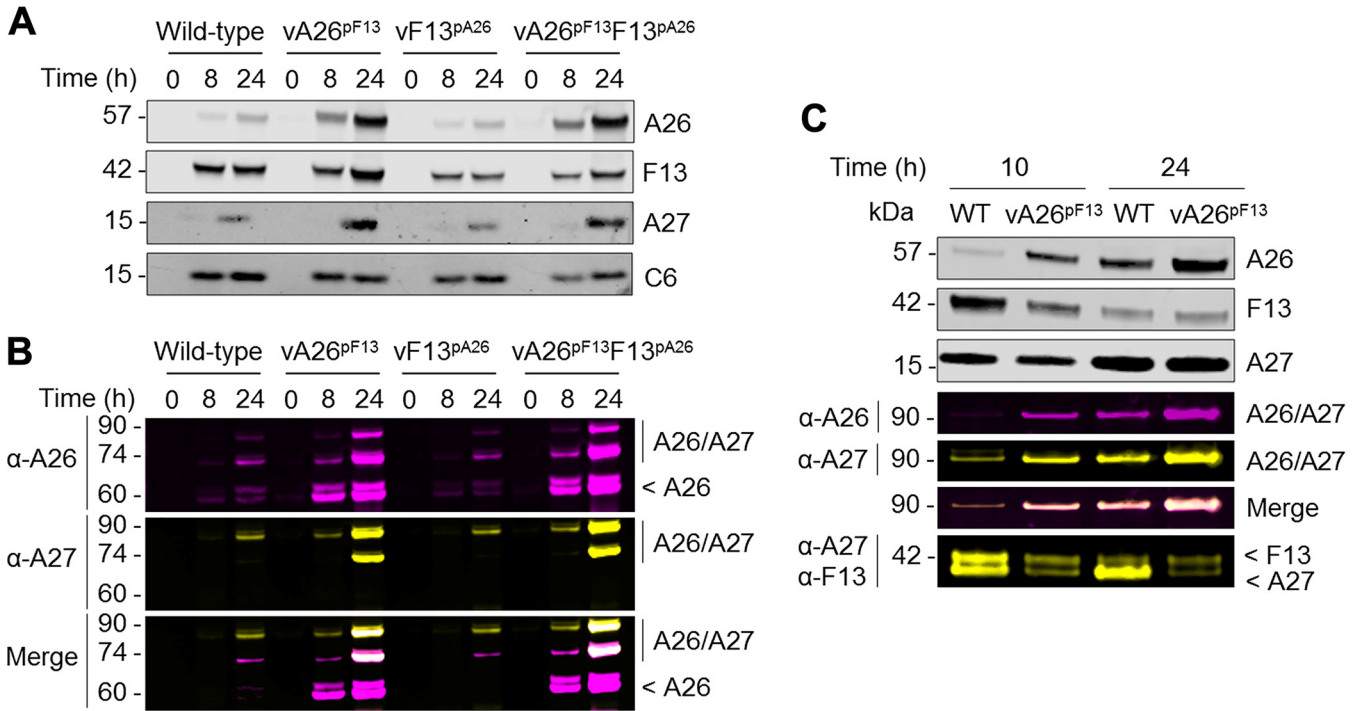 A
Wild-type vA26pF13 vF13pA26 vA26pF13F13pA26
Time (h) 0 8 24 0 8 24 0 8 24 0 8 24
57 - A26
42 - F13
15 - A27
15 - C6
B
Wild-type vA26pF13 vF13pA26 vA26pF13F13pA26
Time (h) 0 8 24 0 8 24 0 8 24 0 8 24
α-A26
90 -
74 -
60 -
A26/A27
< A26
α-A27
90 -
74 -
60 -
A26/A27
Merge
90 -
74 -
60 -
A26/A27
< A26
C
Time (h) 10 24
kDa WT vA26pF13 WT vA26pF13
57 - A26
42 - F13
15 - A27
α-A26 90 - A26/A27
α-A27 90 - A26/A27
90 - Merge
α-A27
α-F13
42 -
< F13
< A27